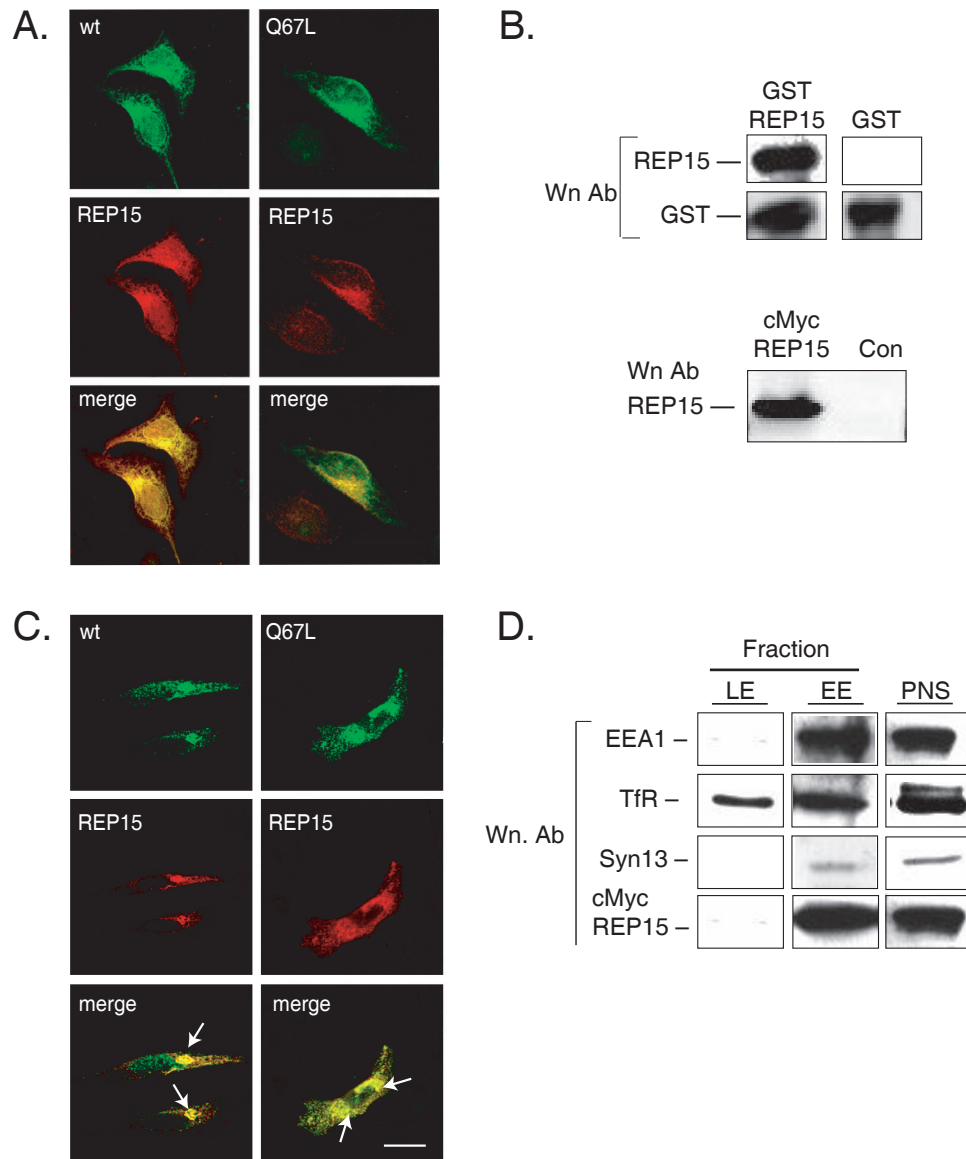 A.
wt
Q67L
REP15
REP15
merge
merge
B.
GST
REP15
GST
Wn Ab
REP15
GST
cMyc
REP15
Con
Wn Ab
REP15
C.
wt
Q67L
REP15
REP15
merge
merge
D.
Fraction
LE
EE
PNS
Wn. Ab
EEA1
TfR
Syn13
cMyc
REP15